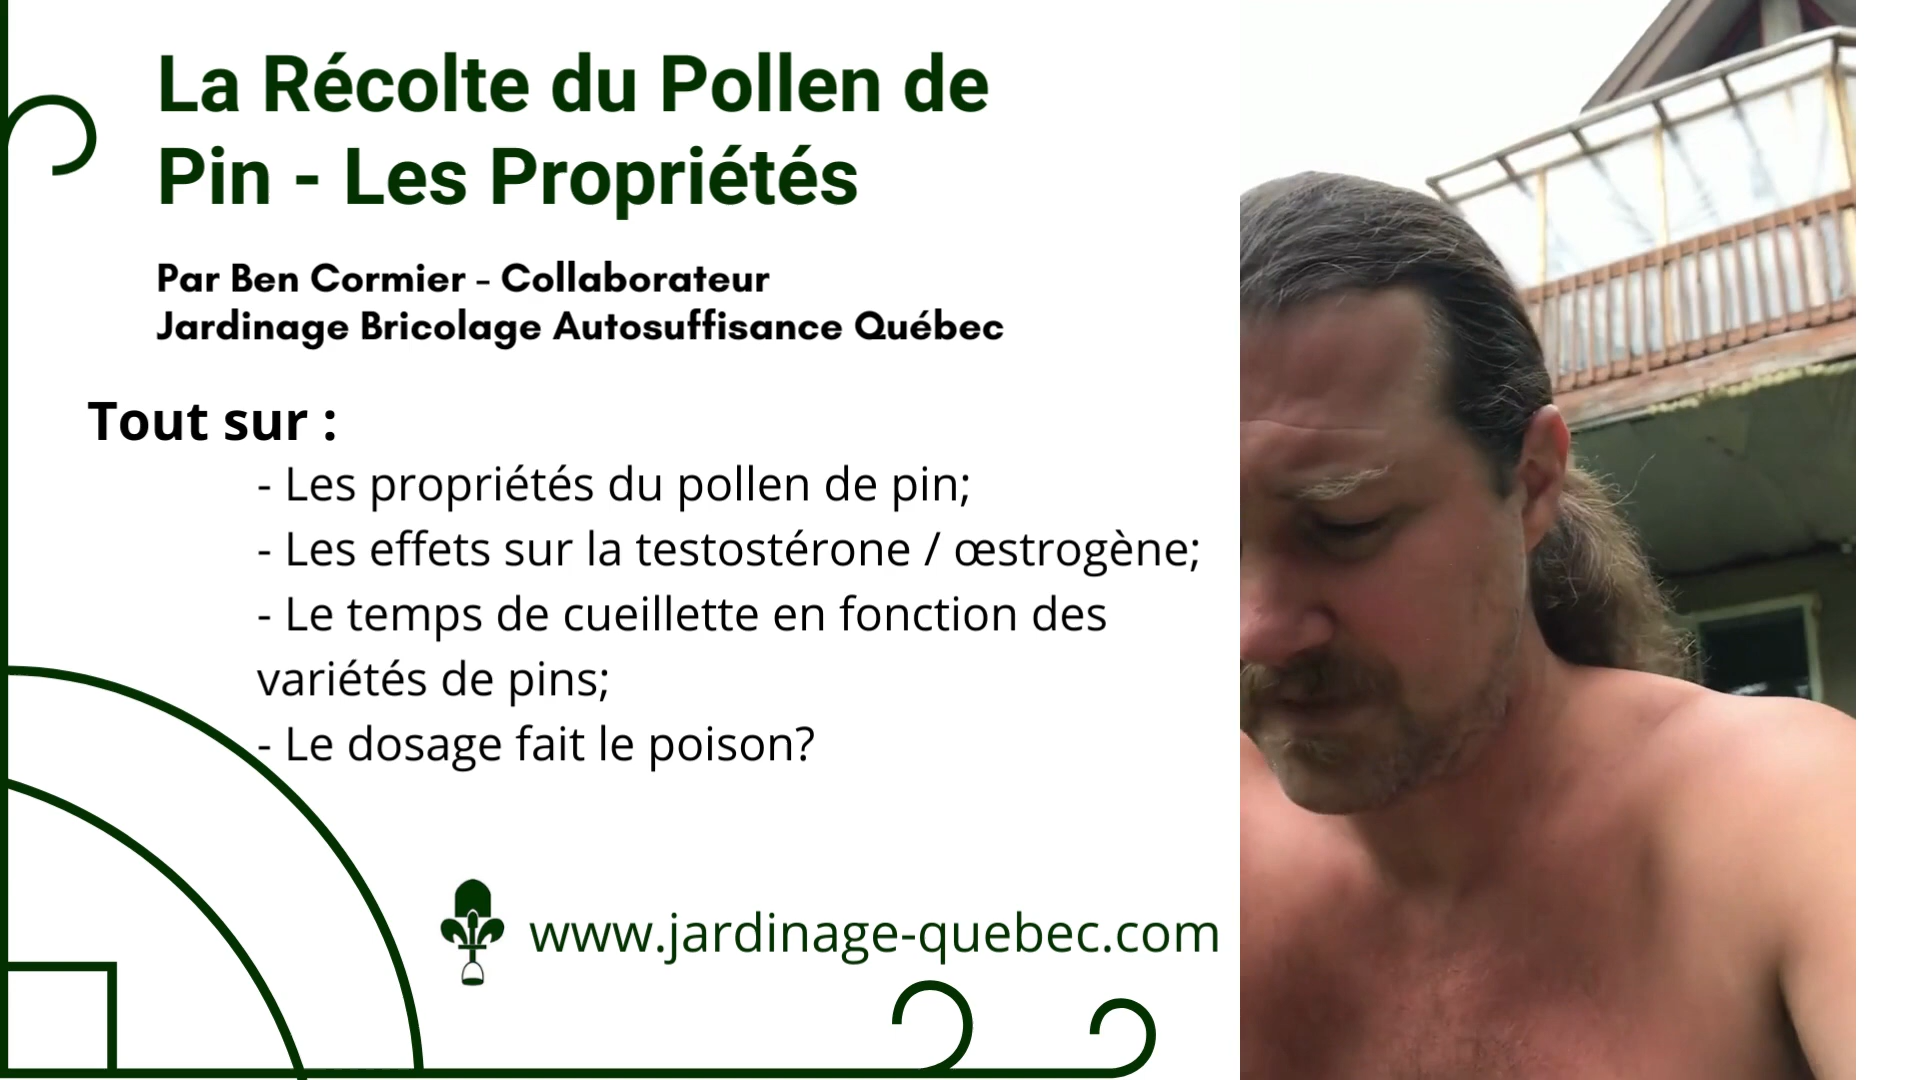 La Récolte du Pollen de
Pin - Les Propriétés
Par Ben Cormier - Collaborateur
Jardinage Bricolage Autosuffisance Québec
Tout sur :
- Les propriétés du pollen de pin;
- Les effets sur la testostérone / œstrogène;
- Le temps de cueillette en fonction des
variétés de pins;
- Le dosage fait le poison?
www.jardinage-quebec.com